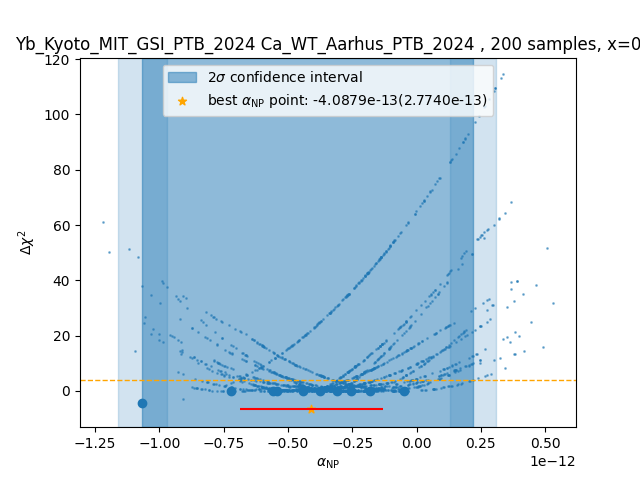 Yb_Kyoto_MIT_GSI_PTB_2024 Ca_WT_Aarhus_PTB_2024 , 200 samples, x=0
2σ confidence interval
best α_NP point: -4.0879e-13(2.7740e-13)
Δχ²
120
100
80
60
40
20
0
−1.25 −1.00 −0.75 −0.50 −0.25 0.00 0.25 0.50
1e−12
α_NP